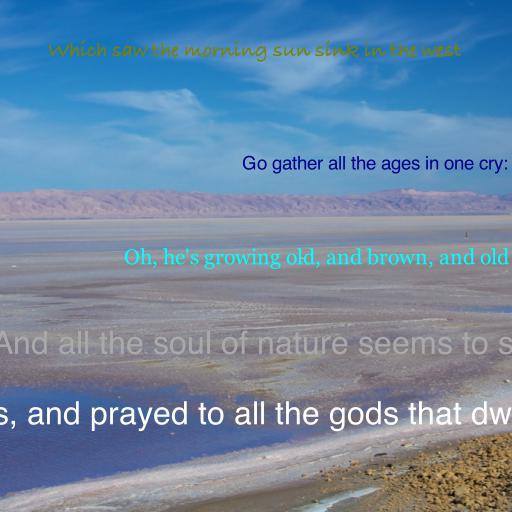 Which saw the morning sun sink in the west
Go gather all the ages in one cry:
Oh, he's growing old, and brown, and old
And all the soul of nature seems to s
s, and prayed to all the gods that dw